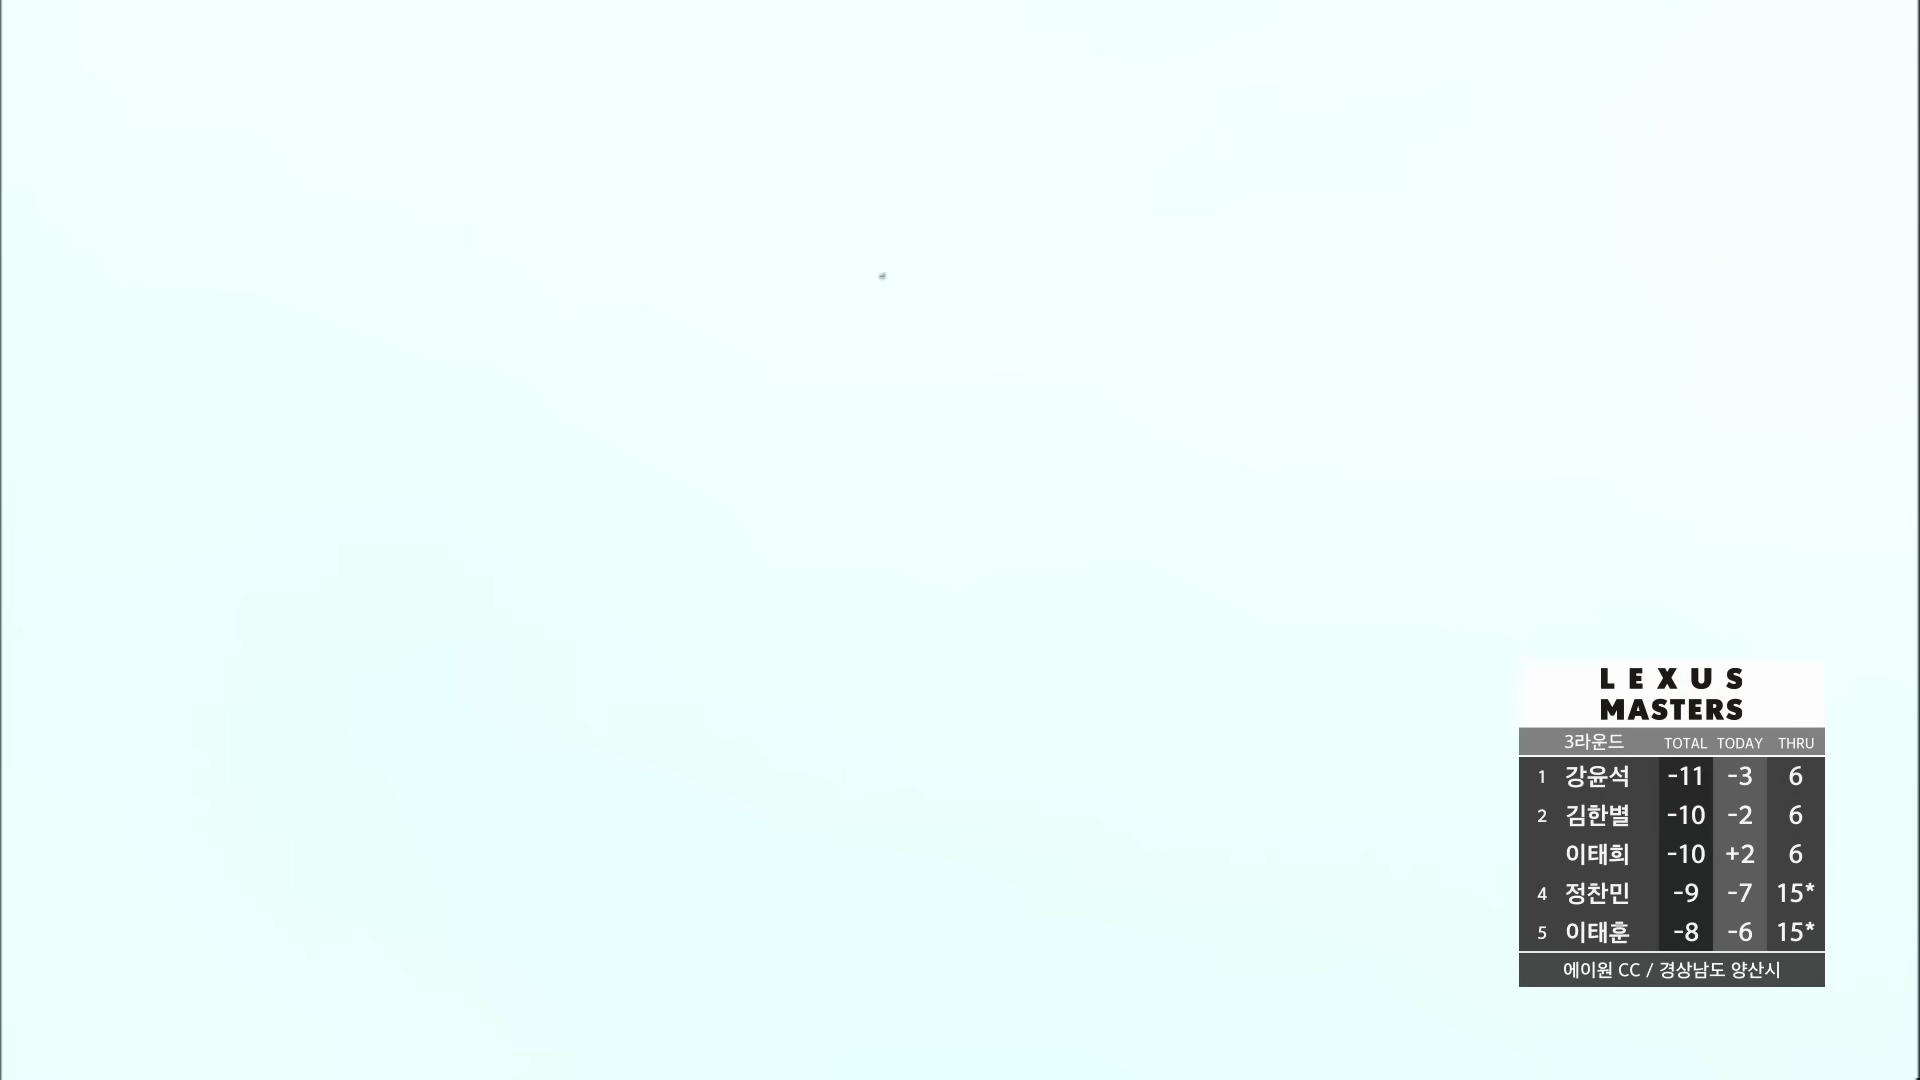 LEXUS
MASTERS
3라운드 TOTAL TODAY THRU
1 강윤석 -11 -3 6
2 김한별 -10 -2 6
이태희 -10 +2 6
4 정찬민 -9 -7 15*
5 이태훈 -8 -6 15*
에이원 CC / 경상남도 양산시